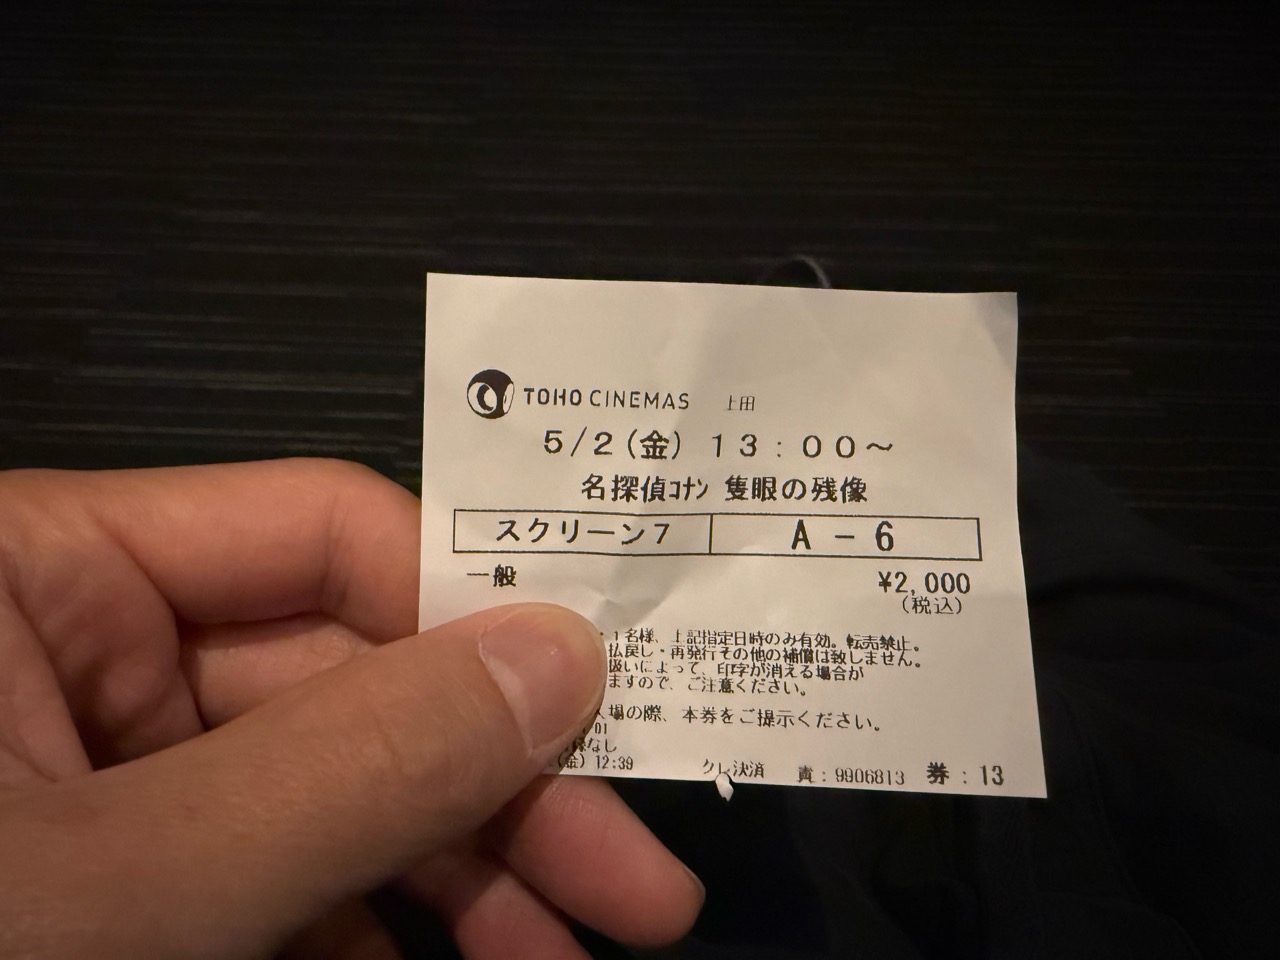 TOHO CINEMAS 上田
5/2(金) 13:00～
名探偵ｺﾅﾝ 隻眼の残像
スクリーン7 A-6
一般 ¥2,000
(税込)
・1名様、上記指定日時のみ有効。転売禁止。
払戻し・再発行その他の補償は致しません。
扱いによって、印字が消える場合が
ますので、ご注意ください。
場の際、本券をご提示ください。
01
なし
(金) 12:39 クレ決済 責:9906813 券:13